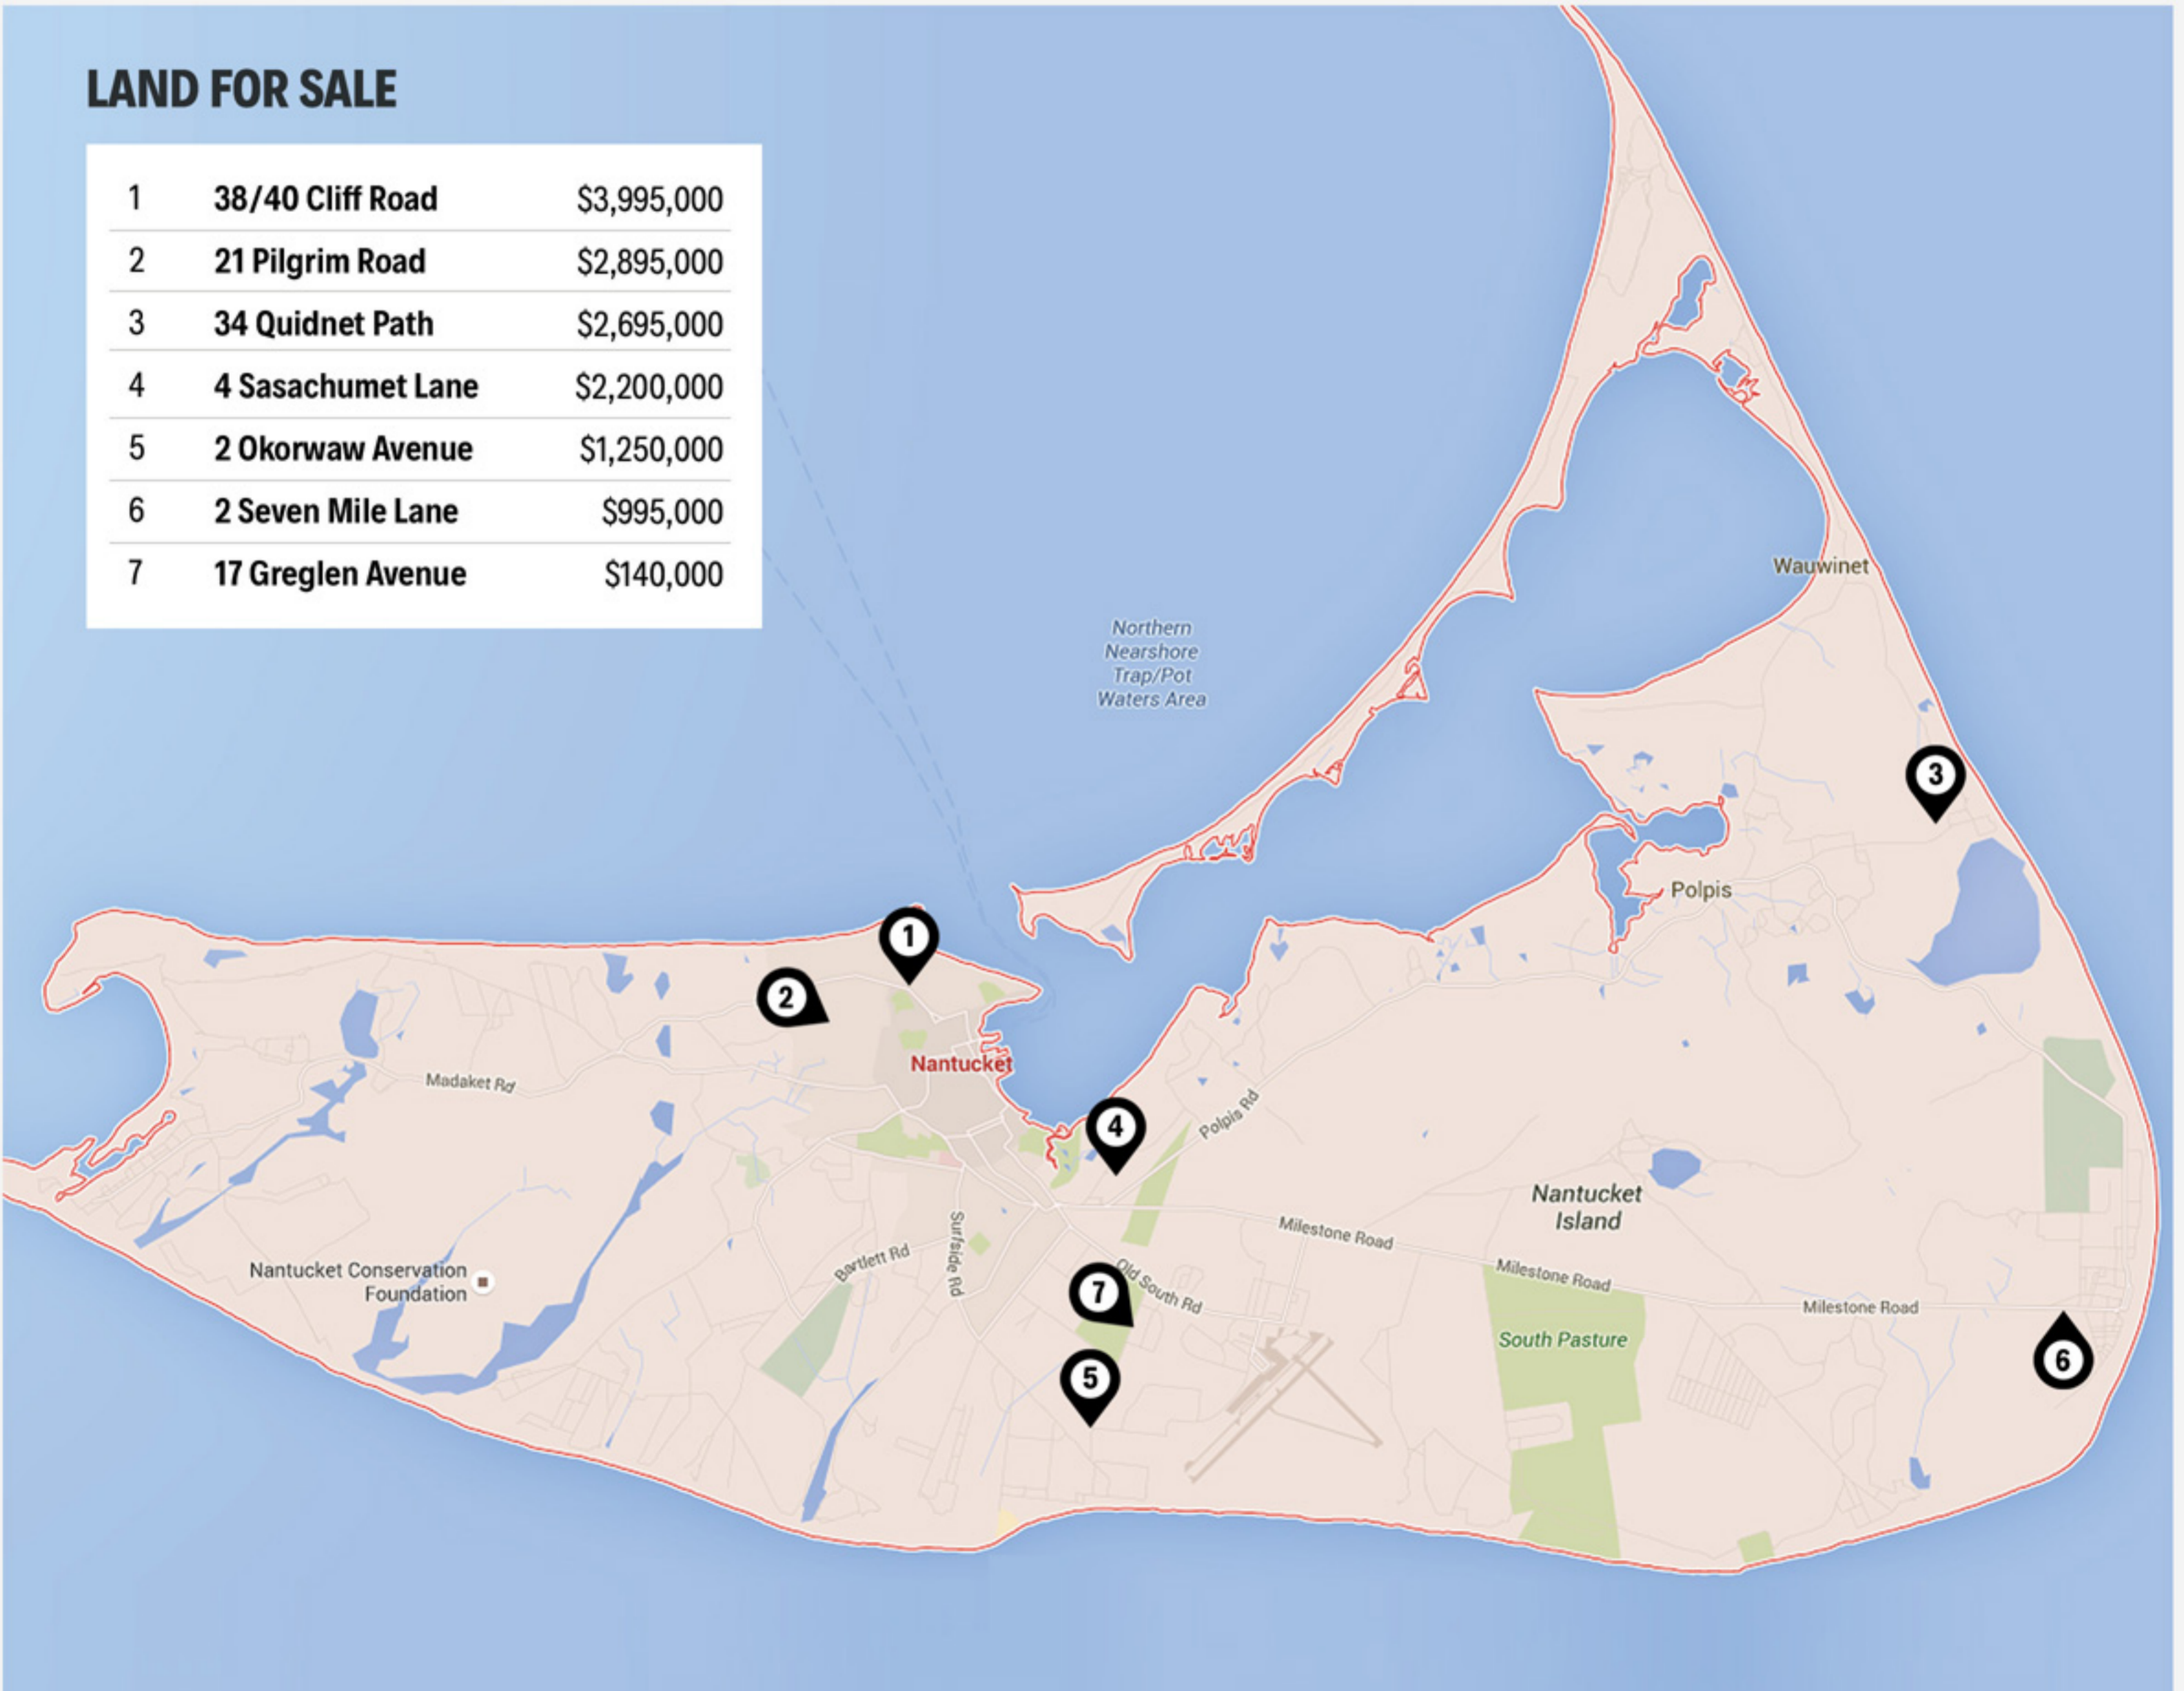 LAND FOR SALE
1 38/40 Cliff Road $3,995,000
2 21 Pilgrim Road $2,895,000
3 34 Quidnet Path $2,695,000
4 4 Sasachumet Lane $2,200,000
5 2 Okorwaw Avenue $1,250,000
6 2 Seven Mile Lane $995,000
7 17 Greglen Avenue $140,000
Wauwinet
Northern
Nearshore
Trap/Pot
Waters Area
3
Polpis
1
2
Nantucket
Madaket Rd
Polpis Rd
4
Nantucket
Island
Milestone Road
Surfside Rd
Bartlett Rd
Nantucket Conservation
Foundation
Old South Rd
7
Milestone Road
Milestone Road
South Pasture
6
5